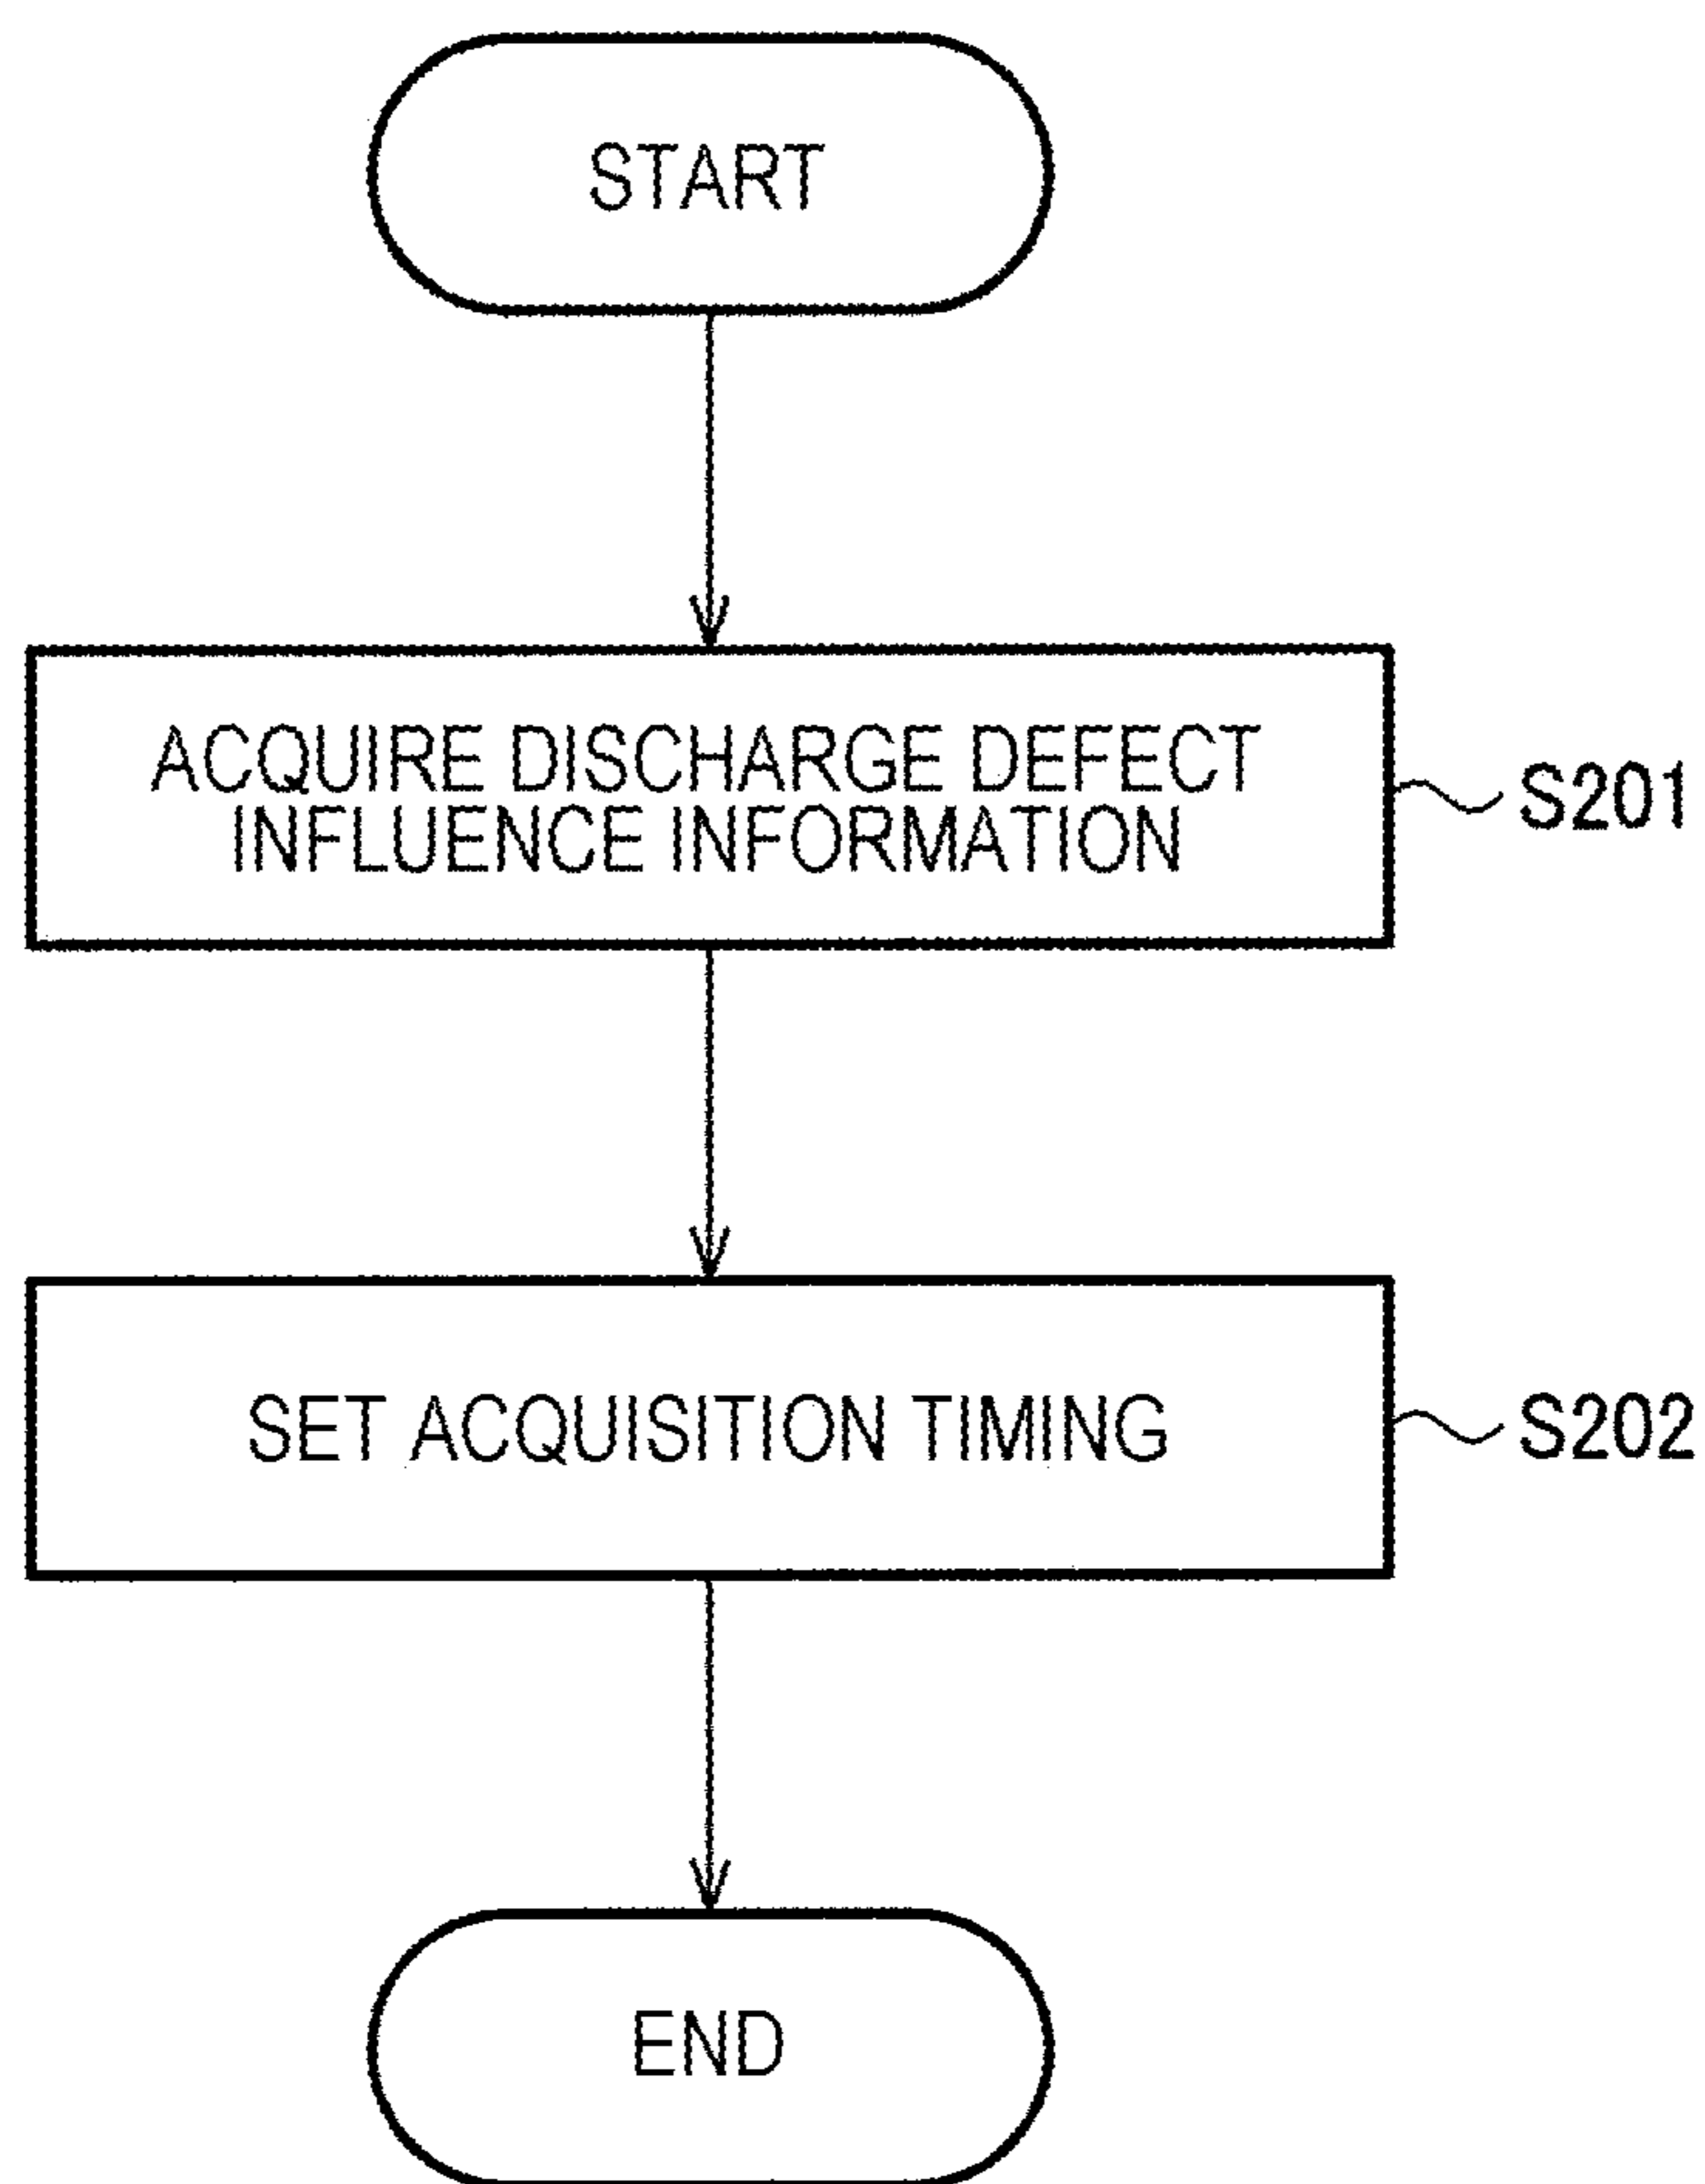 START
ACQUIRE DISCHARGE DEFECT
INFLUENCE INFORMATION
S201
SET ACQUISITION TIMING
S202
END